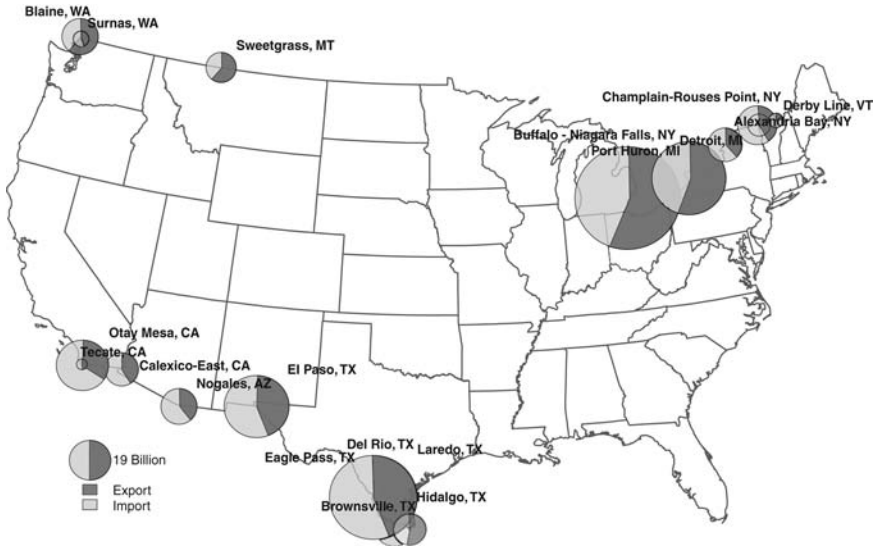 Blaine, WA
Surnas, WA
Sweetgrass, MT
Champlain-Rouses Point, NY
Derby Line, VT
Alexandria Bay, NY
Buffalo - Niagara Falls, NY
Detroit, MI
Port Huron, MI
Otay Mesa, CA
Tecate, CA
Calexico-East, CA
El Paso, TX
Nogales, AZ
Del Rio, TX
Laredo, TX
Eagle Pass, TX
19 Billion
Export
Import
Hidalgo, TX
Brownsville, TX